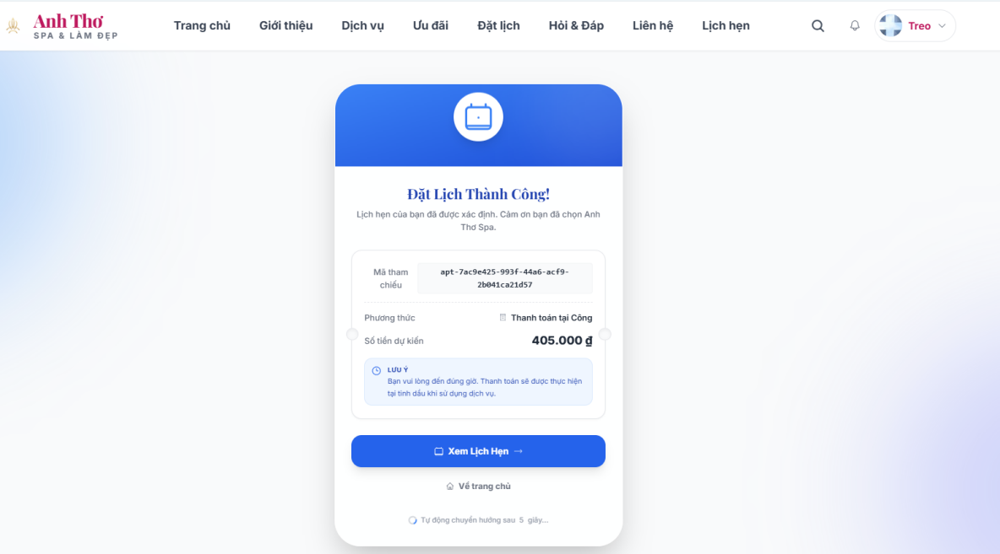 Anh Thơ
SPA & LÀM ĐẸP
Trang chủ Giới thiệu Dịch vụ Ưu đãi Đặt lịch Hỏi & Đáp Liên hệ Lịch hẹn Treo
Đặt Lịch Thành Công!
Lịch hẹn của bạn đã được xác định. Cảm ơn bạn đã chọn Anh
Thơ Spa.
Mã tham
chiếu
apt-7ac9e425-993f-44a6-acf9-
2b041ca21d57
Phương thức Thanh toán tại Công
Số tiền dự kiến 405.000 ₫
LƯU Ý
Bạn vui lòng đến đúng giờ. Thanh toán sẽ được thực hiện
tại tinh dầu khi sử dụng dịch vụ.
Xem Lịch Hẹn →
Về trang chủ
Tự động chuyển hướng sau 5 giây...